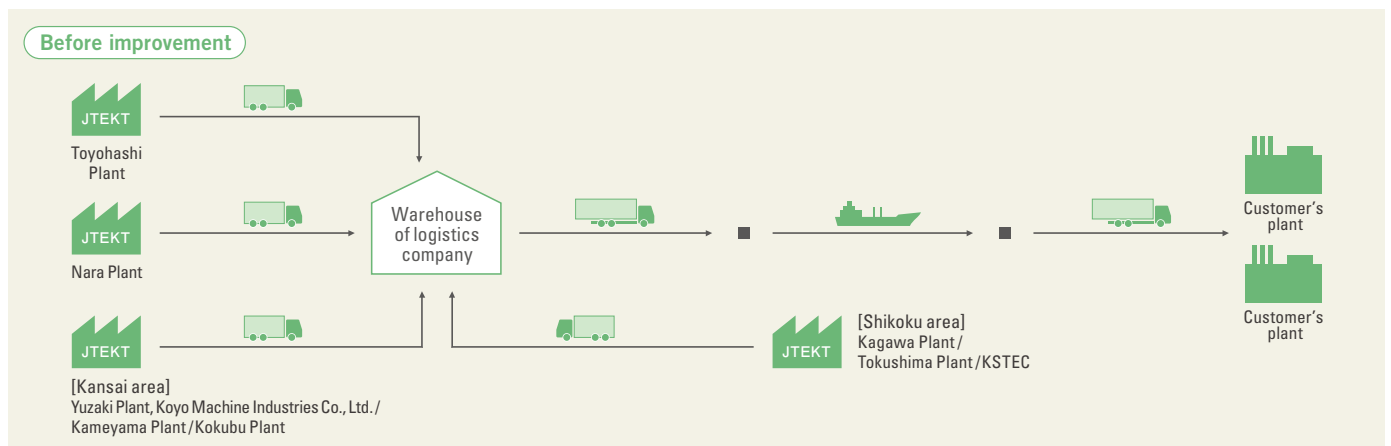 Before improvement
JTEKT
Toyohashi
Plant
JTEKT
Nara Plant
Warehouse
of logistics
company
Customer's
plant
Customer's
plant
JTEKT
[Kansai area]
Yuzaki Plant, Koyo Machine Industries Co., Ltd./
Kameyama Plant/Kokubu Plant
JTEKT
[Shikoku area]
Kagawa Plant/
Tokushima Plant/KSTEC